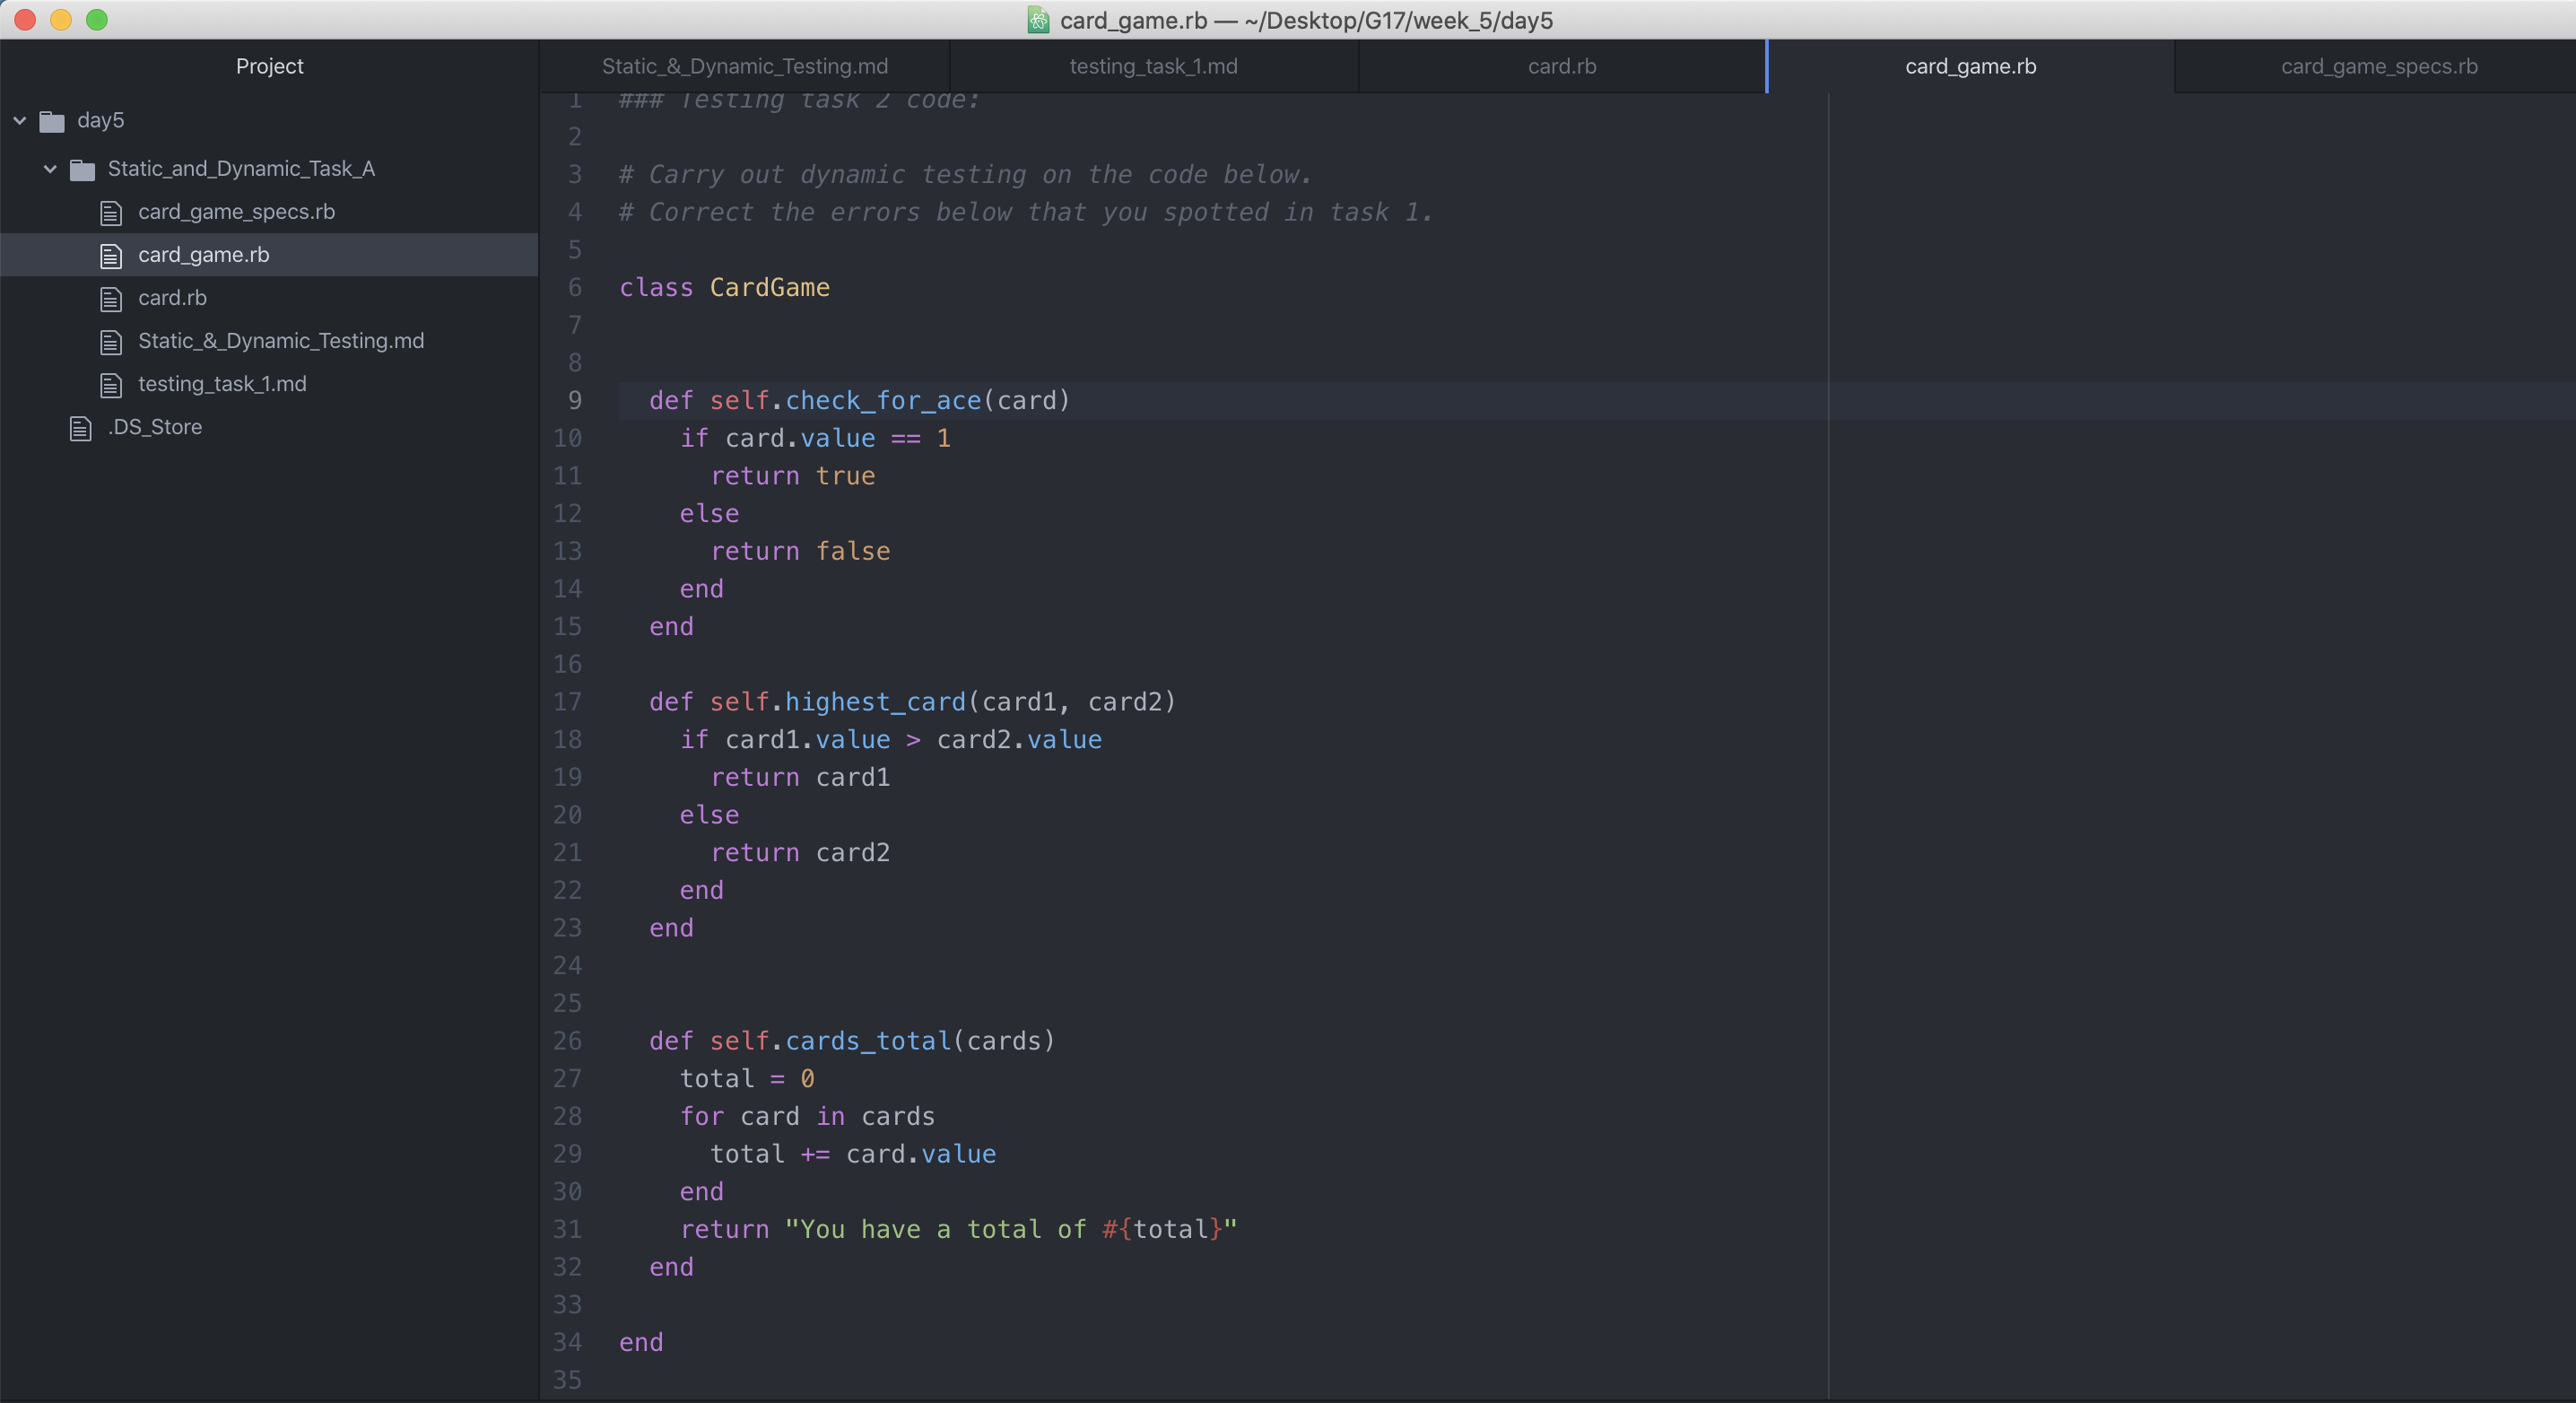 card_game.rb — ~/Desktop/G17/week_5/day5
Project
day5
Static_and_Dynamic_Task_A
card_game_specs.rb
card_game.rb
card.rb
Static_&_Dynamic_Testing.md
testing_task_1.md
.DS_Store
Static_&_Dynamic_Testing.md testing_task_1.md card.rb card_game.rb card_game_specs.rb
1 ### Testing task 2 code:
2
3 # Carry out dynamic testing on the code below.
4 # Correct the errors below that you spotted in task 1.
5
6 class CardGame
7
8
9   def self.check_for_ace(card)
10     if card.value == 1
11       return true
12     else
13       return false
14     end
15   end
16
17   def self.highest_card(card1, card2)
18     if card1.value > card2.value
19       return card1
20     else
21       return card2
22     end
23   end
24
25
26   def self.cards_total(cards)
27     total = 0
28     for card in cards
29       total += card.value
30     end
31     return "You have a total of #{total}"
32   end
33
34 end
35